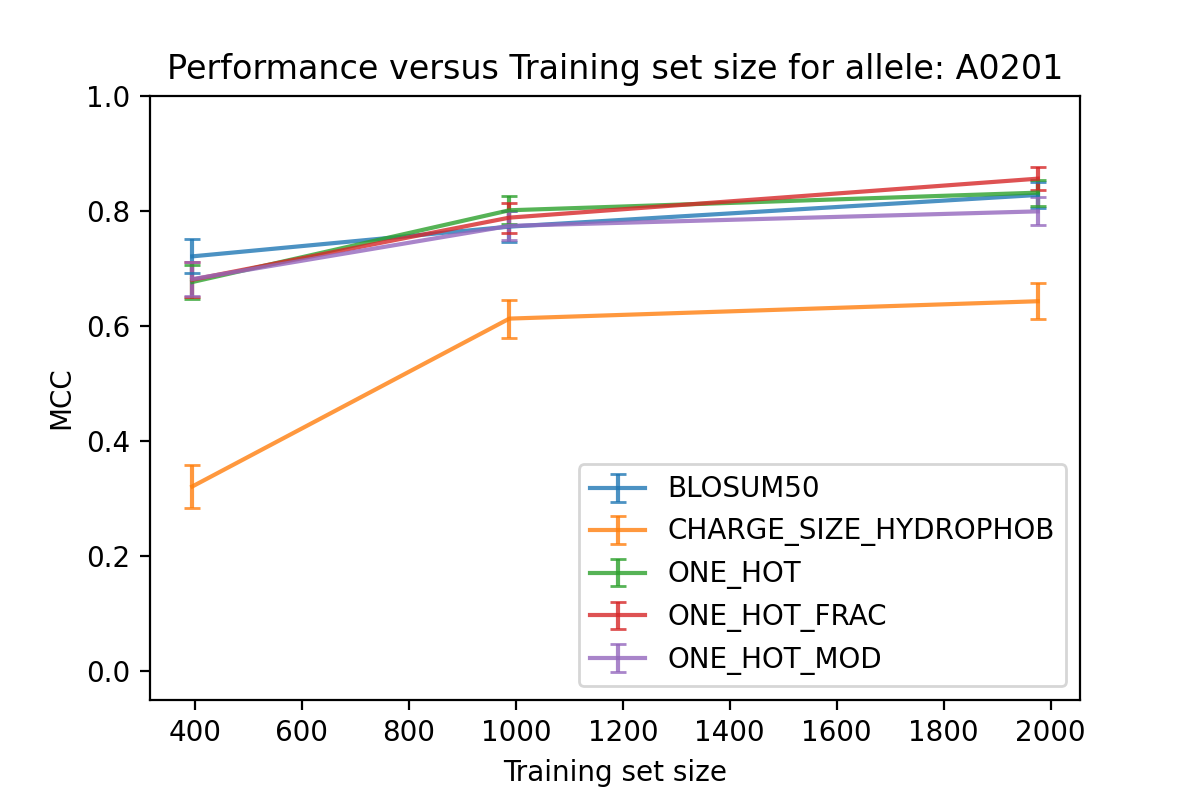 Performance versus Training set size for allele: A0201
1.0
0.8
0.6
0.4
0.2
0.0
MCC
BLOSUM50
CHARGE_SIZE_HYDROPHOB
ONE_HOT
ONE_HOT_FRAC
ONE_HOT_MOD
400 600 800 1000 1200 1400 1600 1800 2000
Training set size